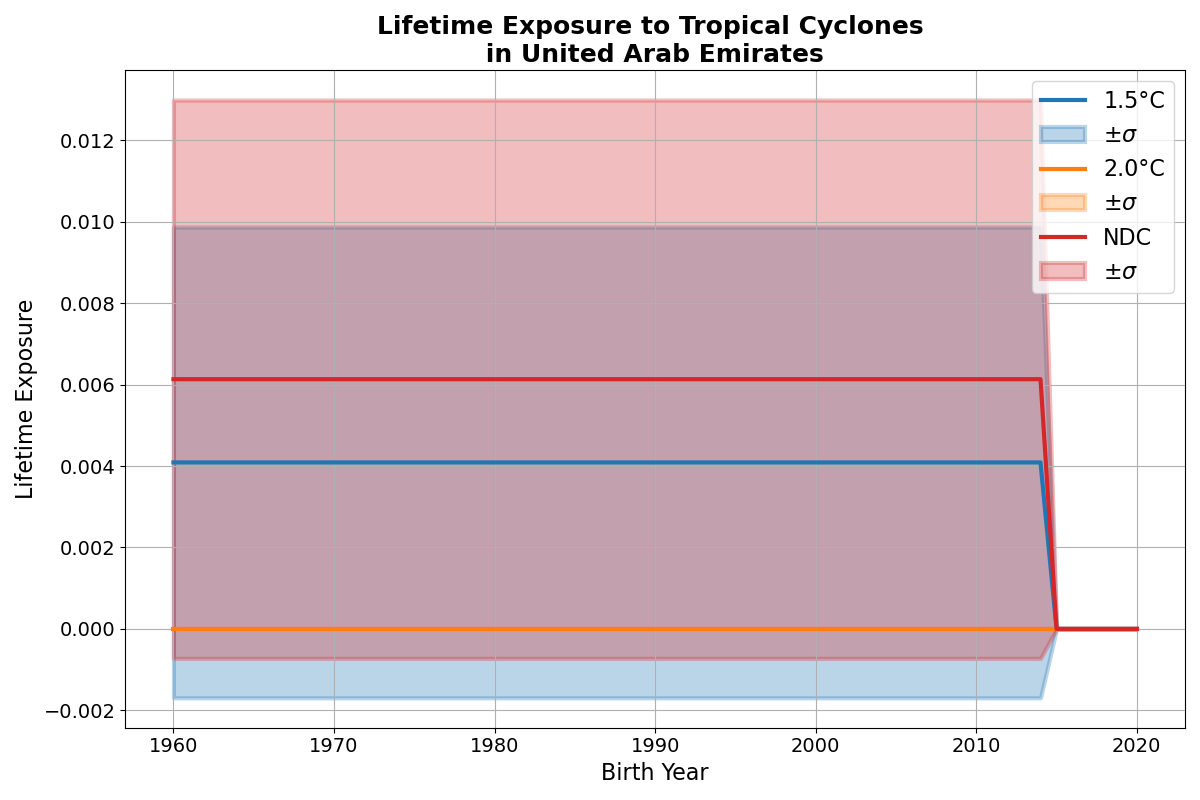 Lifetime Exposure to Tropical Cyclones
in United Arab Emirates
1.5°C
±σ
2.0°C
±σ
NDC
±σ
Lifetime Exposure
0.012
0.010
0.008
0.006
0.004
0.002
0.000
−0.002
1960
1970
1980
1990
2000
2010
2020
Birth Year